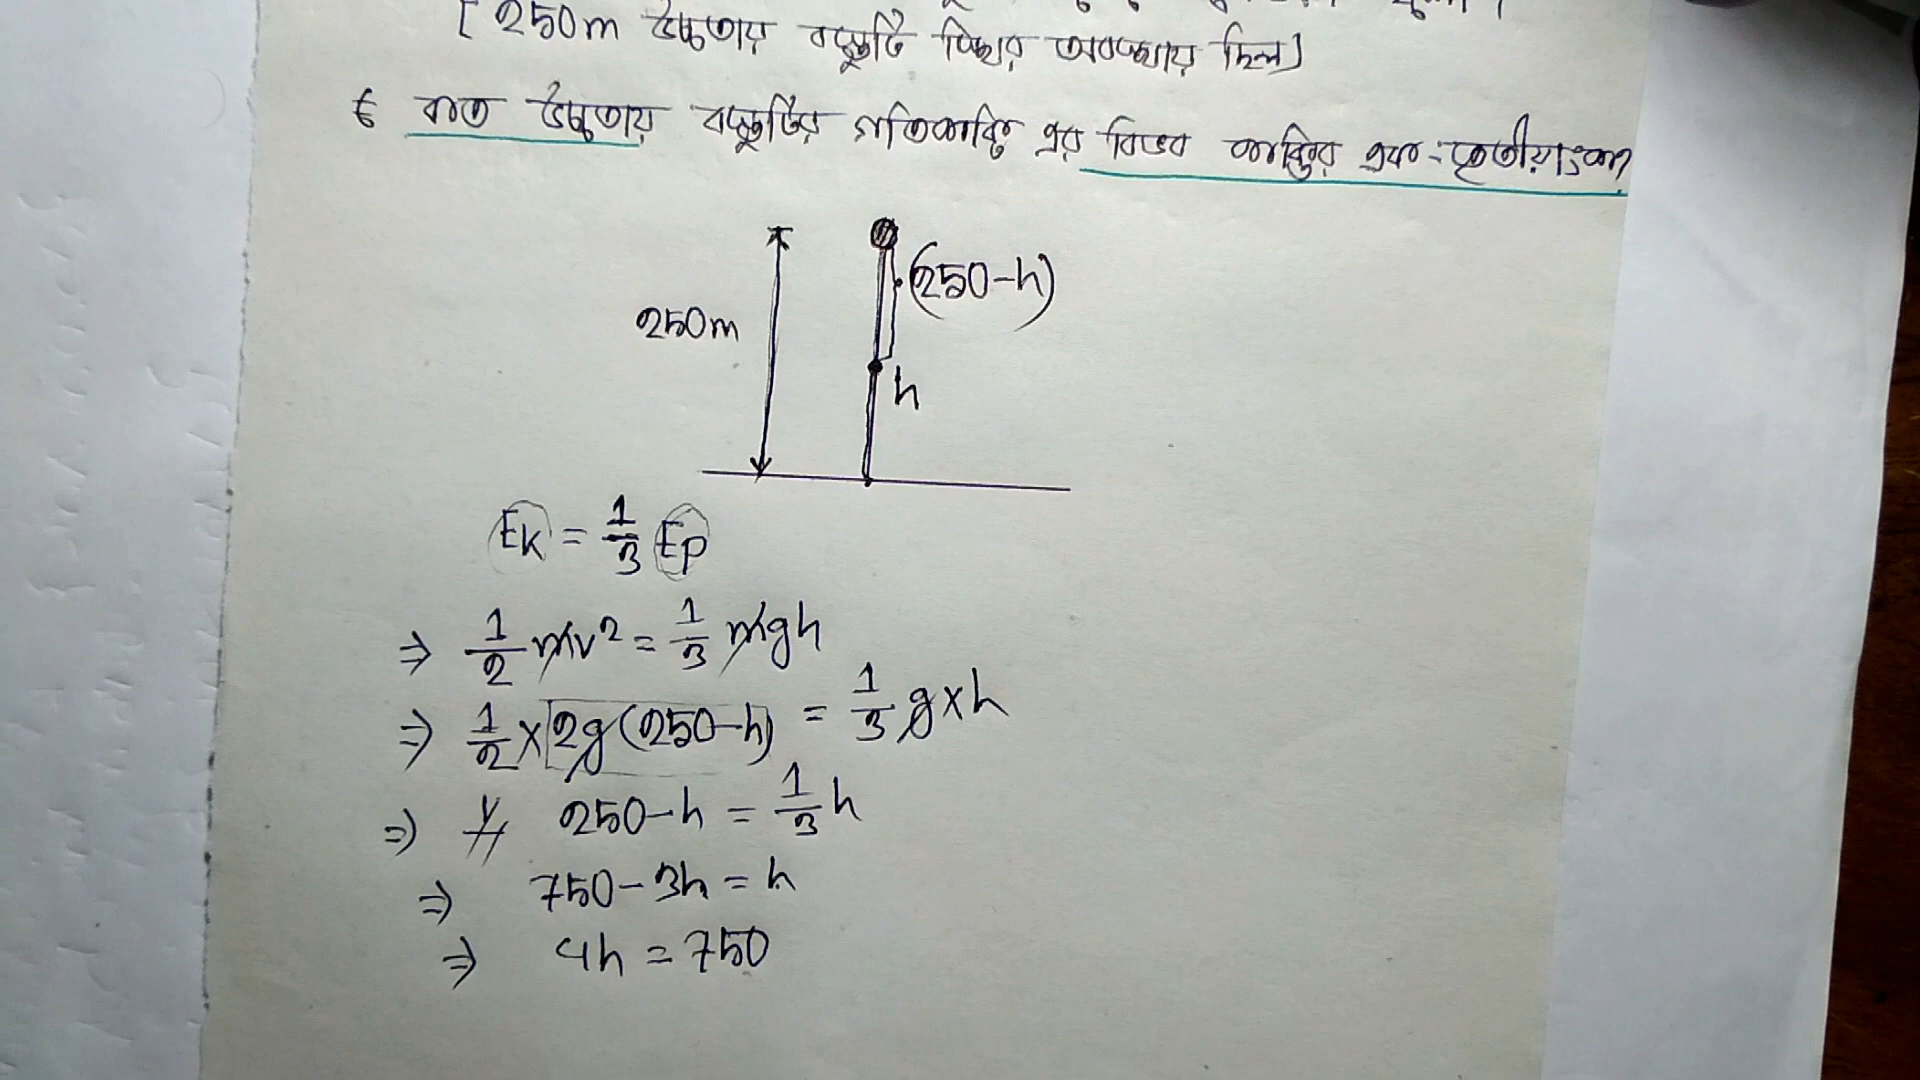 [ 250m উচ্চতায় বস্তুটি স্থির অবস্থায় ছিল]
কত উচ্চতায় বস্তুটির গতিশক্তি এর বিভব শক্তির এক-তৃতীয়াংশ?
250m
(250-h)
h
Ek = 1/3 Ep
⇒ 1/2 mv² = 1/3 mgh
⇒ 1/2 × 2g (250-h) = 1/3 g×h
⇒ 250-h = 1/3 h
⇒ 750-3h = h
⇒ 4h = 750